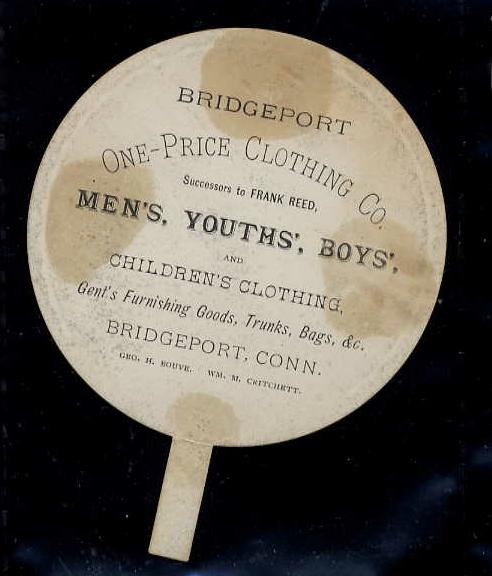 BRIDGEPORT
ONE-PRICE CLOTHING CO.
Successors to FRANK REED,
MEN'S, YOUTHS', BOYS',
AND
CHILDREN'S CLOTHING,
Gent's Furnishing Goods, Trunks, Bags, &c.
BRIDGEPORT, CONN.
GEO. H. BOUVE. WM. M. CRITCHETT.